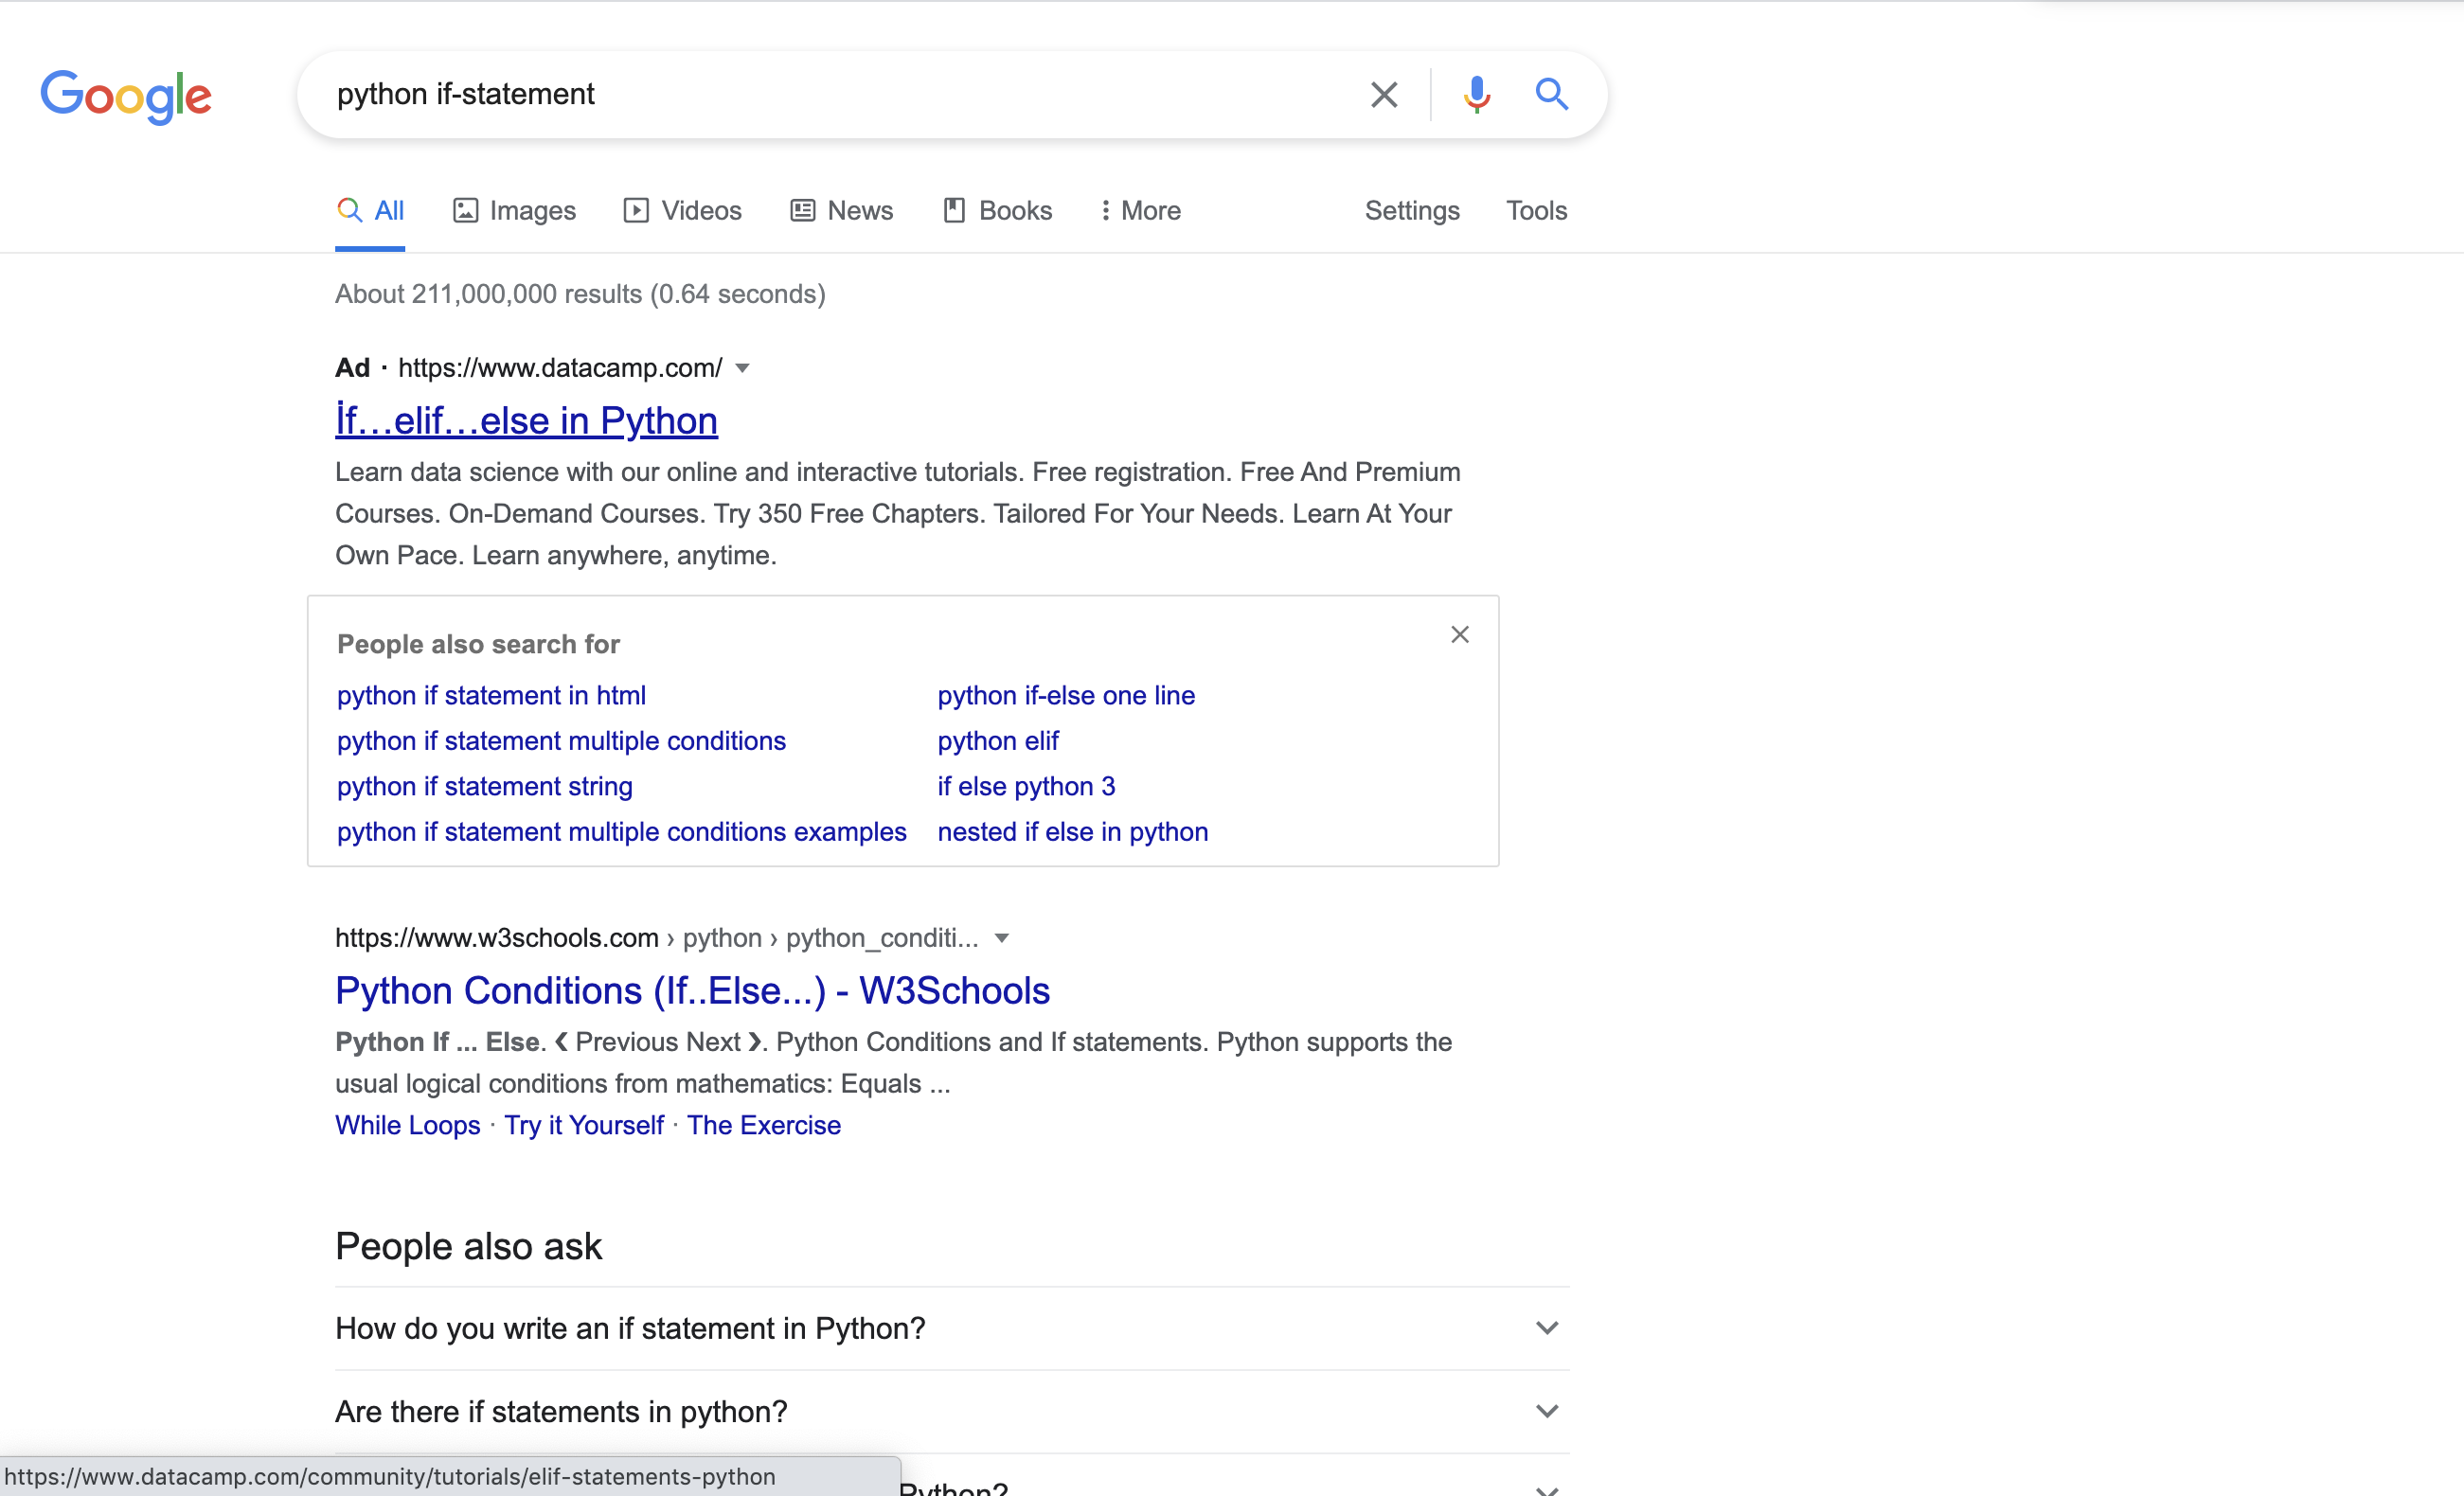 Google
python if-statement
All Images Videos News Books More Settings Tools
About 211,000,000 results (0.64 seconds)
Ad · https://www.datacamp.com/
İf…elif…else in Python
Learn data science with our online and interactive tutorials. Free registration. Free And Premium
Courses. On-Demand Courses. Try 350 Free Chapters. Tailored For Your Needs. Learn At Your
Own Pace. Learn anywhere, anytime.
People also search for
python if statement in html python if-else one line
python if statement multiple conditions python elif
python if statement string if else python 3
python if statement multiple conditions examples nested if else in python
https://www.w3schools.com › python › python_conditi...
Python Conditions (If..Else...) - W3Schools
Python If ... Else. ❮ Previous Next ❯. Python Conditions and If statements. Python supports the
usual logical conditions from mathematics: Equals ...
While Loops · Try it Yourself · The Exercise
People also ask
How do you write an if statement in Python?
Are there if statements in python?
Python?
https://www.datacamp.com/community/tutorials/elif-statements-python